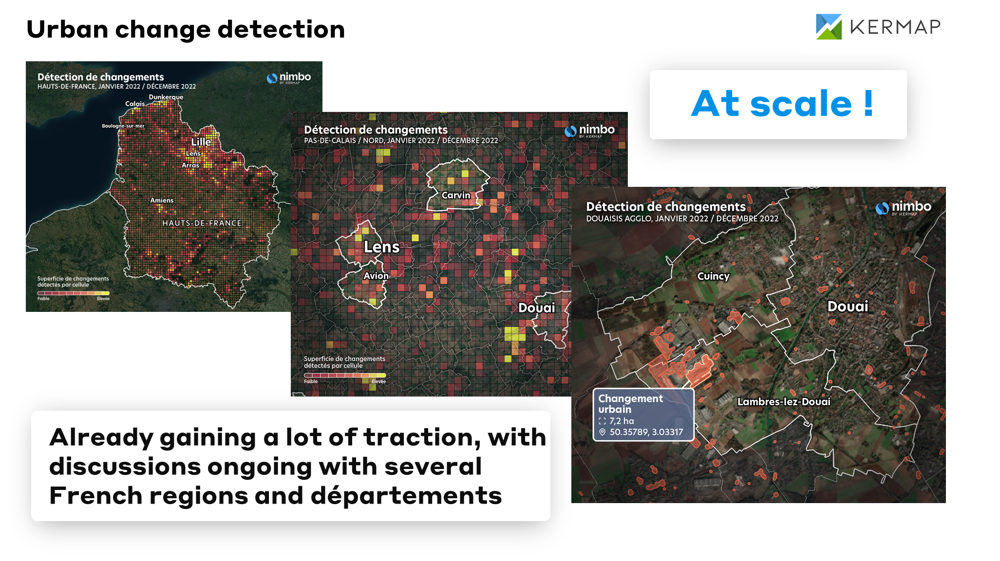 Urban change detection
KERMAP
Détection de changements
HAUTS-DE-FRANCE, JANVIER 2022 / DÉCEMBRE 2022
nimbo
BY KERMAP
Dunkerque
Calais
Boulogne-sur-mer
Lille
Lens
Arras
Amiens
HAUTS-DE-FRANCE
Superficie de changements
détectés par cellule
Faible Élevée
Détection de changements
PAS-DE-CALAIS / NORD, JANVIER 2022 / DÉCEMBRE 2022
nimbo
BY KERMAP
Carvin
Lens
Avion
Douai
Superficie de changements
détectés par cellule
Faible Élevée
At scale !
Détection de changements
DOUAISIS AGGLO, JANVIER 2022 / DÉCEMBRE 2022
nimbo
BY KERMAP
Cuincy
Douai
Lambres-lez-Douai
Changement
urbain
7,2 ha
50.35789, 3.03317
Already gaining a lot of traction, with
discussions ongoing with several
French regions and départements